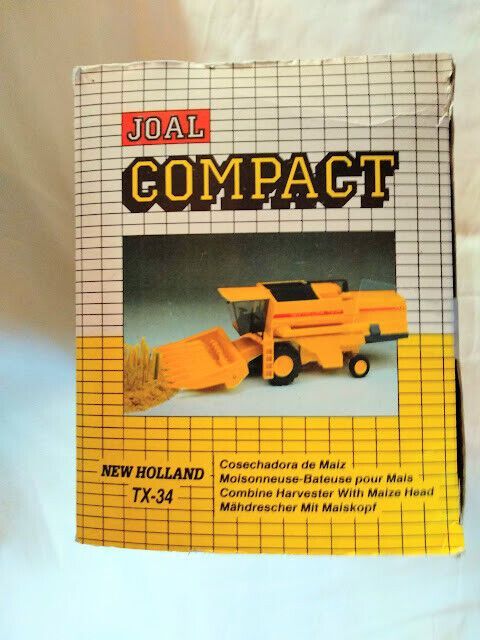 JOAL
COMPACT
NEW HOLLAND
TX-34
Cosechadora de Maiz
Moisonneuse-Bateuse pour Mais
Combine Harvester With Maize Head
Mähdrescher Mit Maiskopf